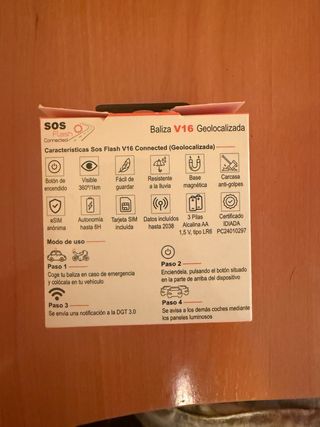 SOS
Flash
Connected
Baliza V16 Geolocalizada
Características Sos Flash V16 Connected (Geolocalizada)
Botón de
encendido
Visible
360º/1km
Fácil de
guardar
Resistente
a la lluvia
Base
magnética
Carcasa
anti-golpes
eSIM
anónima
Autonomía
hasta 6H
Tarjeta SIM
incluida
Datos incluidos
hasta 2038
3 Pilas
Alcalina AA
1,5 V, tipo LR6
Certificado
IDIADA
PC24010297
Modo de uso
Paso 1
Coge tu baliza en caso de emergencia
y colócala en tu vehículo
Paso 2
Enciendela, pulsando el botón situado
en la parte de arriba del dispositivo
Paso 3
Se envía una notificación a la DGT 3.0
Paso 4
Se avisa a los demás coches mediante
los paneles luminosos